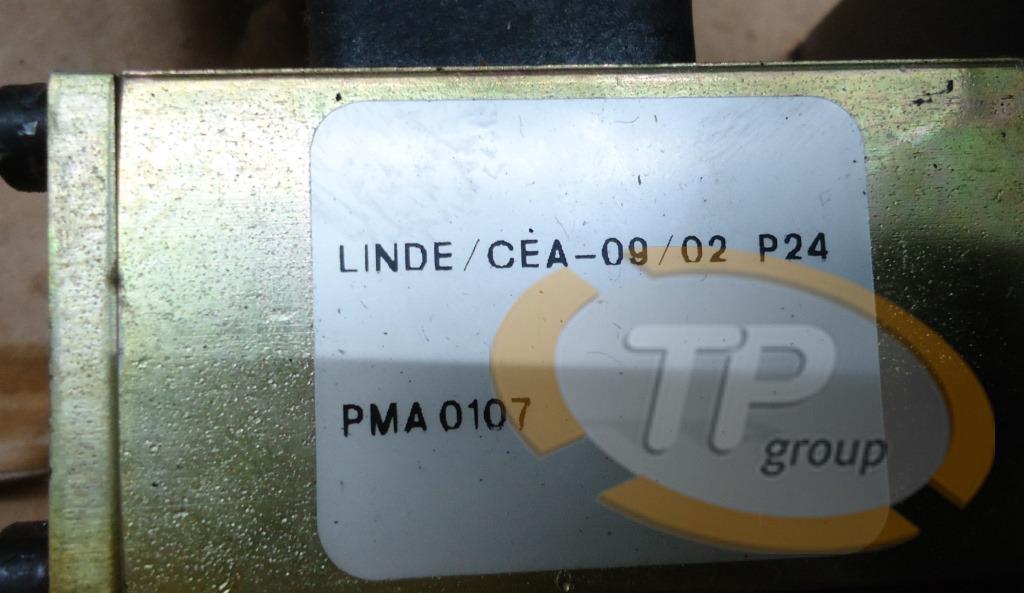 LINDE/CEA-09/02 P24
PMA 0107
TP
group